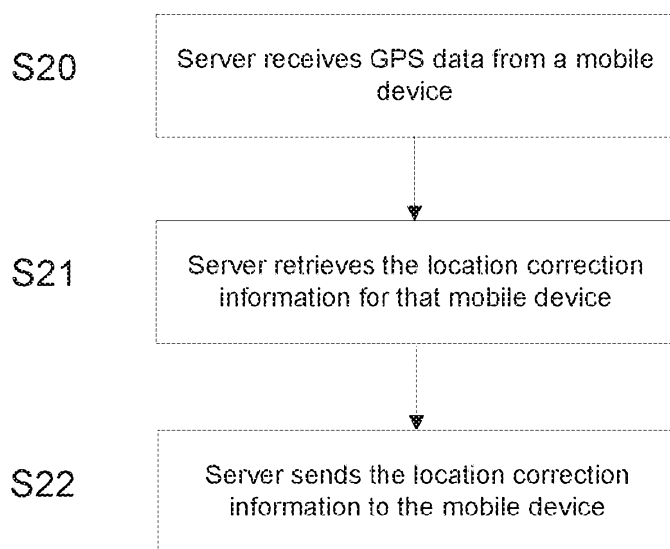 S20
Server receives GPS data from a mobile
device
S21
Server retrieves the location correction
information for that mobile device
S22
Server sends the location correction
information to the mobile device